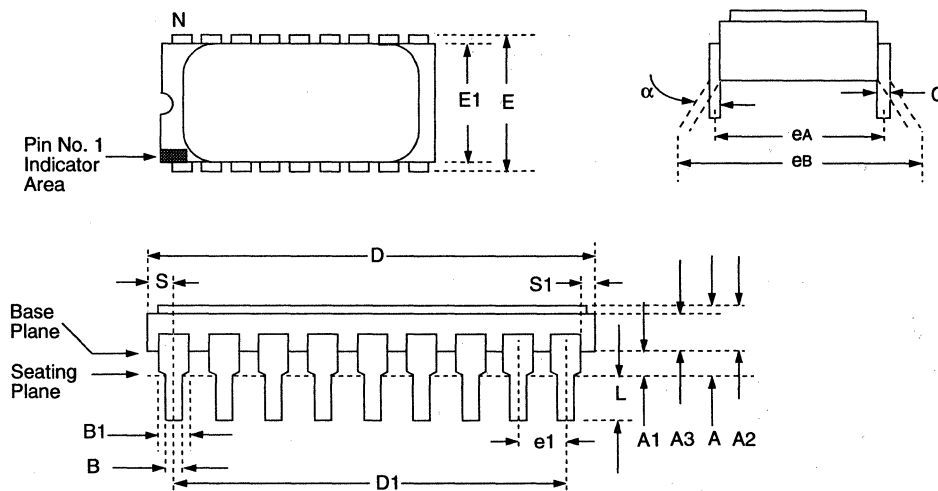 N
E1
E
Pin No. 1
Indicator
Area
α
C
eA
eB
D
S
S1
Base
Plane
Seating
Plane
L
B1
e1
A1
A3
A
A2
B
D1